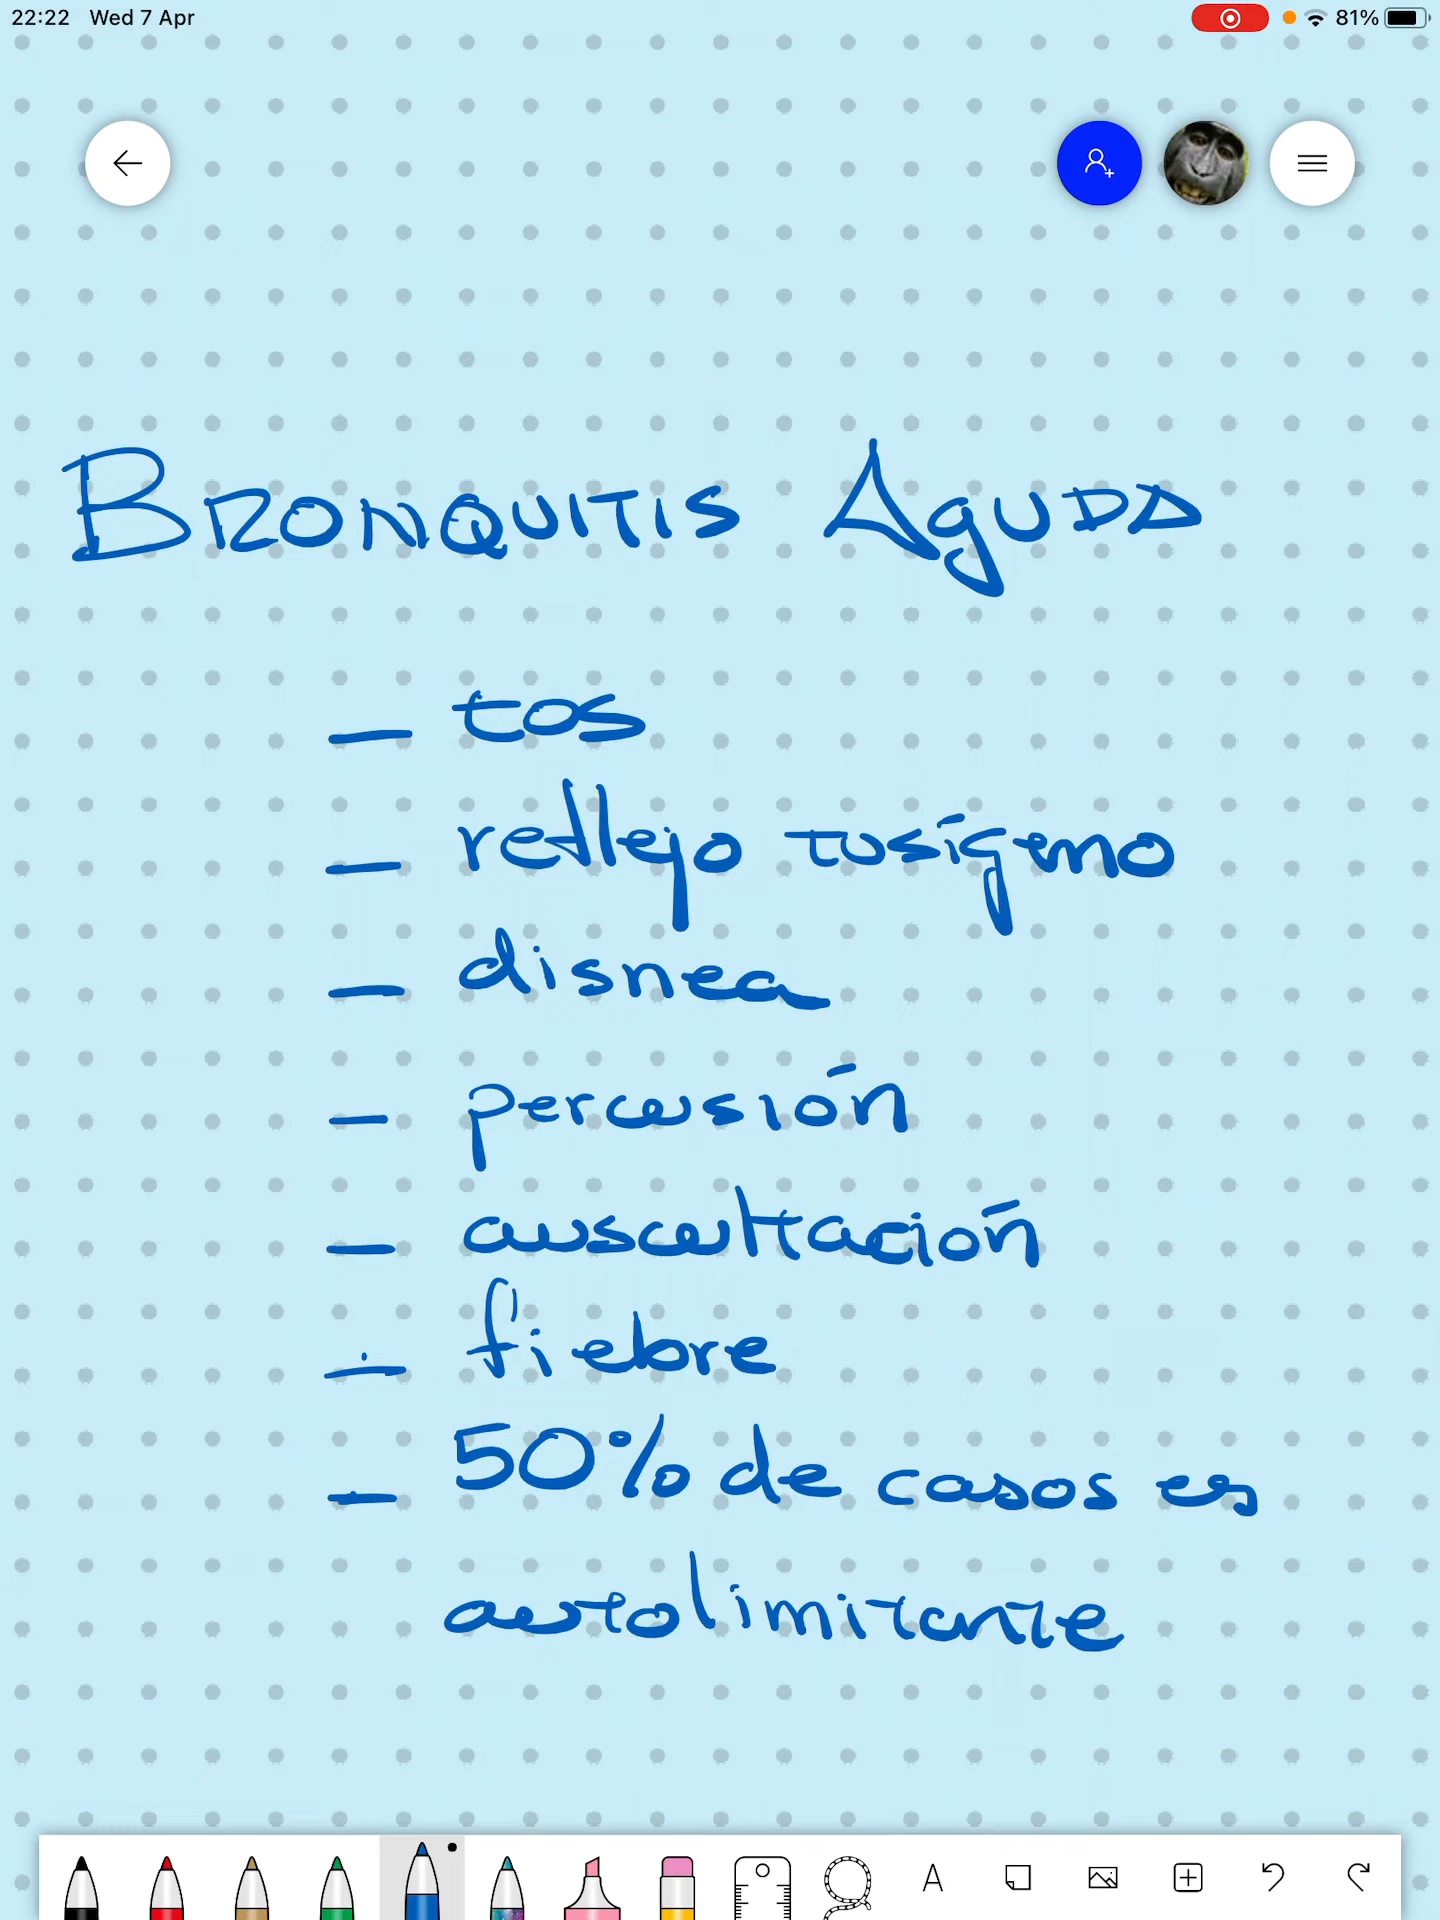 22:22 Wed 7 Apr 81%
BRONQUITIS AgUDA
— tos
— reflejo tusígeno
— disnea
— percusión
— auscultación
— fiebre
— 50% de casos es
autolimitante
A